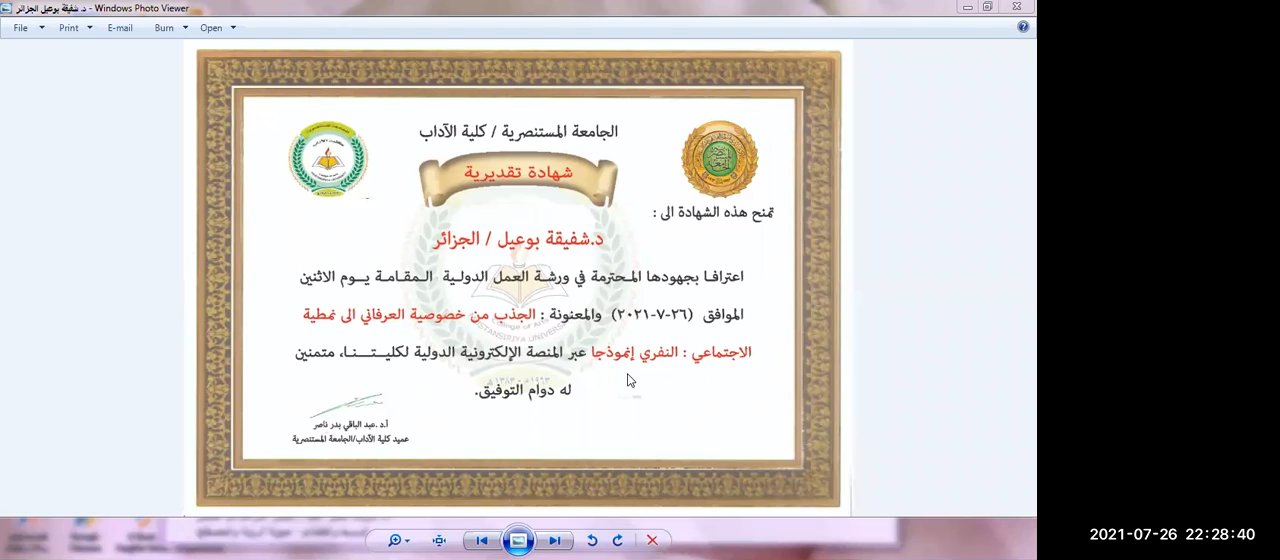 د. شفيقة بوعيل الجزائر - Windows Photo Viewer
File Print E-mail Burn Open
الجامعة المستنصرية / كلية الآداب
شهادة تقديرية
تمنح هذه الشهادة الى :
د.شفيقة بوعيل / الجزائر
اعترافا بجهودها المحترمة في ورشة العمل الدولية المقامة يوم الاثنين
الموافق (٢٦-٧-٢٠٢١) والمعنونة : الجذب من خصوصية العرفاني الى نمطية
الاجتماعي : النفري إنموذجا عبر المنصة الإلكترونية الدولية لكليتنا، متمنين
له دوام التوفيق.
أ.د.عبد الباقي بدر ناصر
عميد كلية الآداب/الجامعة المستنصرية
2021-07-26 22:28:40